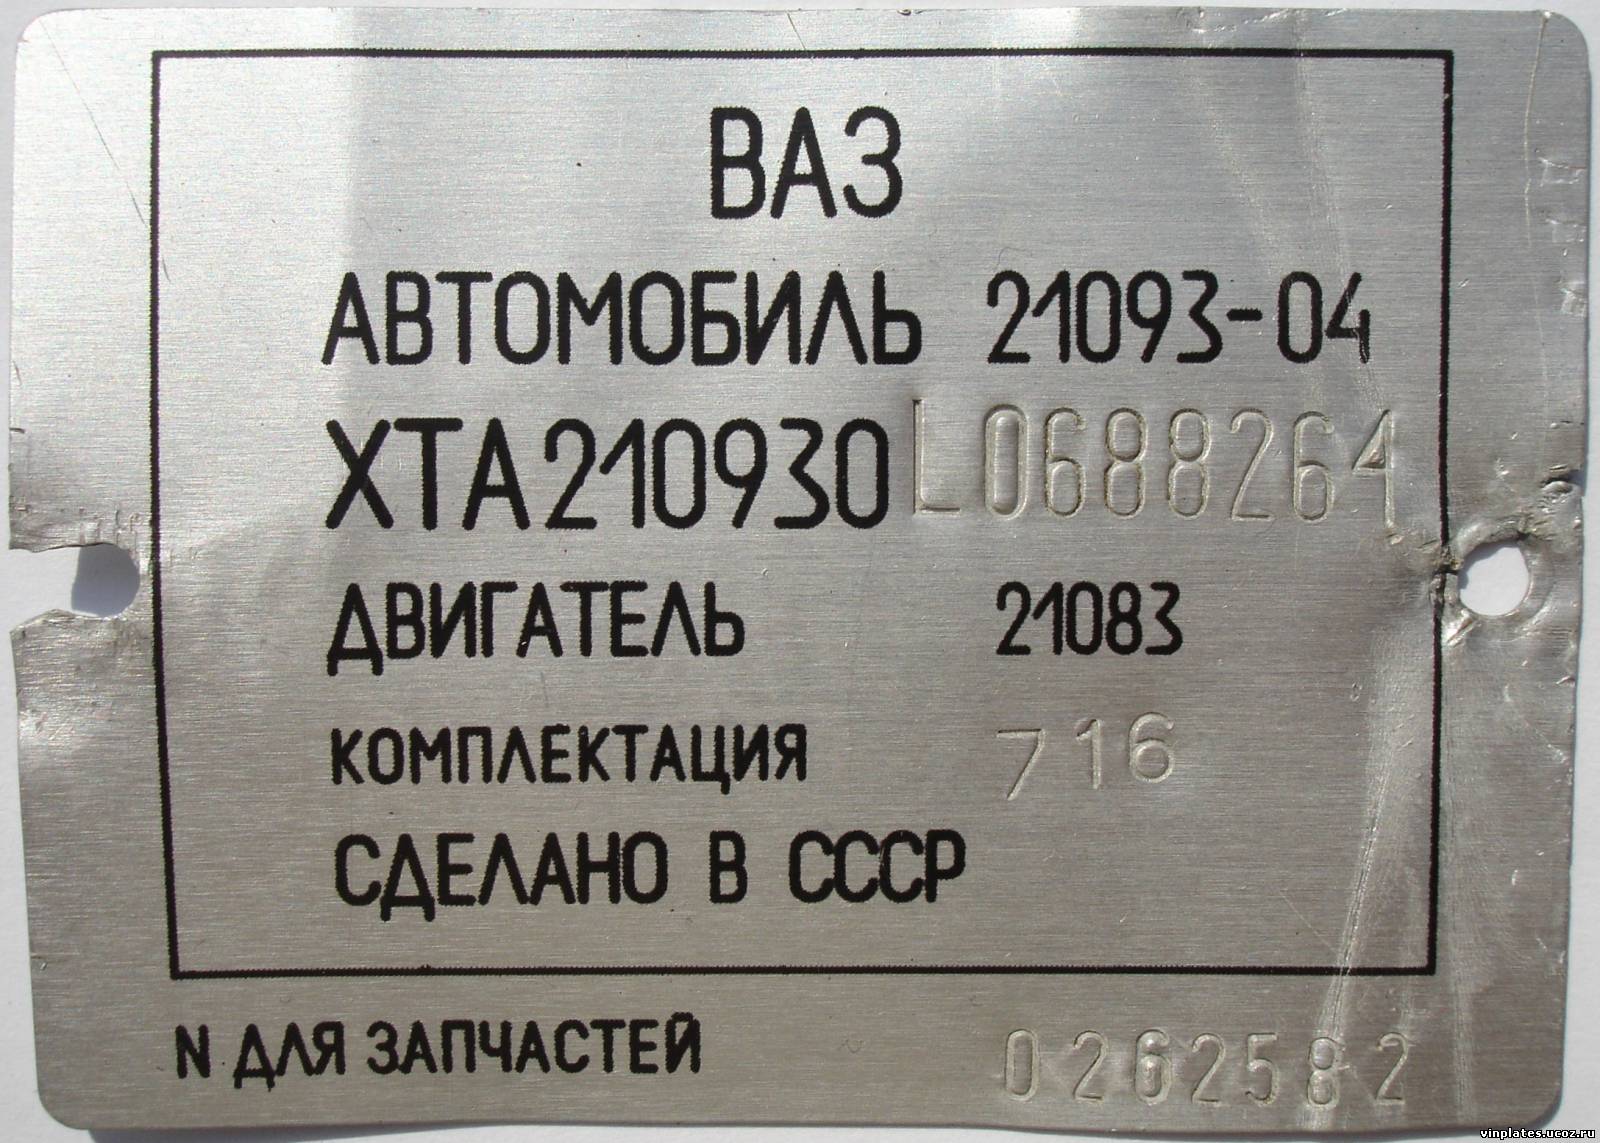 ВАЗ
АВТОМОБИЛЬ 21093-04
ХТА210930L0688264
ДВИГАТЕЛЬ 21083
КОМПЛЕКТАЦИЯ 716
СДЕЛАНО В СССР
N ДЛЯ ЗАПЧАСТЕЙ 0262582
vinplates.ucoz.ru